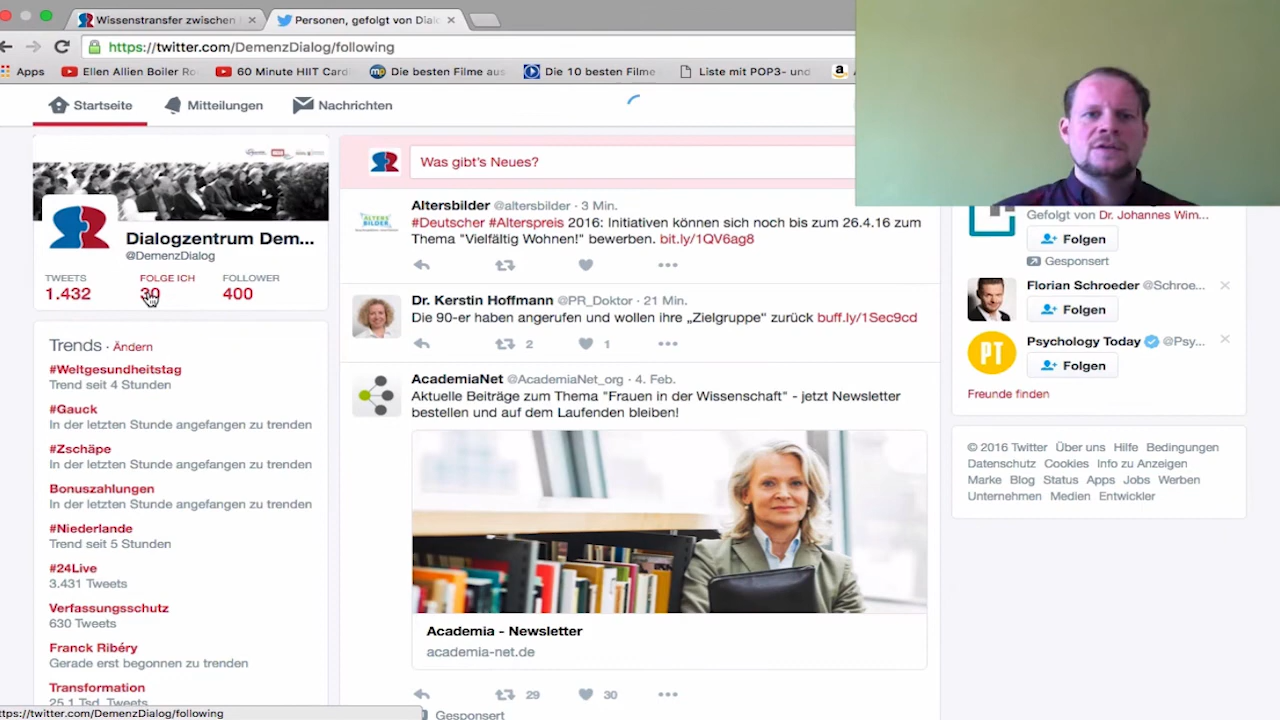 Wissenstransfer zwischen
Personen, gefolgt von Dialo
https://twitter.com/DemenzDialog/following
Apps
Ellen Allien Boiler Ro
60 Minute HIIT Card
Die besten Filme aus
Die 10 besten Filme
Liste mit POP3- und
Startseite
Mitteilungen
Nachrichten
Dialogzentrum Dem...
@DemenzDialog
TWEETS
FOLGE ICH
FOLLOWER
1.432
30
400
Trends · Ändern
#Weltgesundheitstag
Trend seit 4 Stunden
#Gauck
In der letzten Stunde angefangen zu trenden
#Zschäpe
In der letzten Stunde angefangen zu trenden
Bonuszahlungen
In der letzten Stunde angefangen zu trenden
#Niederlande
Trend seit 5 Stunden
#24Live
3.431 Tweets
Verfassungsschutz
630 Tweets
Franck Ribéry
Gerade erst begonnen zu trenden
Transformation
25,1 Tsd. Tweets
ttps://twitter.com/DemenzDialog/following
Was gibt's Neues?
ALTERS
BILDER
Altersbilder @altersbilder · 3 Min.
#Deutscher #Alterspreis 2016: Initiativen können sich noch bis zum 26.4.16 zum
Thema "Vielfältig Wohnen!" bewerben. bit.ly/1QV6ag8
Dr. Kerstin Hoffmann @PR_Doktor · 21 Min.
Die 90-er haben angerufen und wollen ihre „Zielgruppe“ zurück buff.ly/1Sec9cd
2
1
AcademiaNet @AcademiaNet_org · 4. Feb.
Aktuelle Beiträge zum Thema "Frauen in der Wissenschaft" - jetzt Newsletter
bestellen und auf dem Laufenden bleiben!
Academia - Newsletter
academia-net.de
29
30
Gesponsert
Gefolgt von Dr. Johannes Wim...
Folgen
Gesponsert
Florian Schroeder @Schroe...
Folgen
PT
Psychology Today @Psy...
Folgen
Freunde finden
© 2016 Twitter Über uns Hilfe Bedingungen
Datenschutz Cookies Info zu Anzeigen
Marke Blog Status Apps Jobs Werben
Unternehmen Medien Entwickler